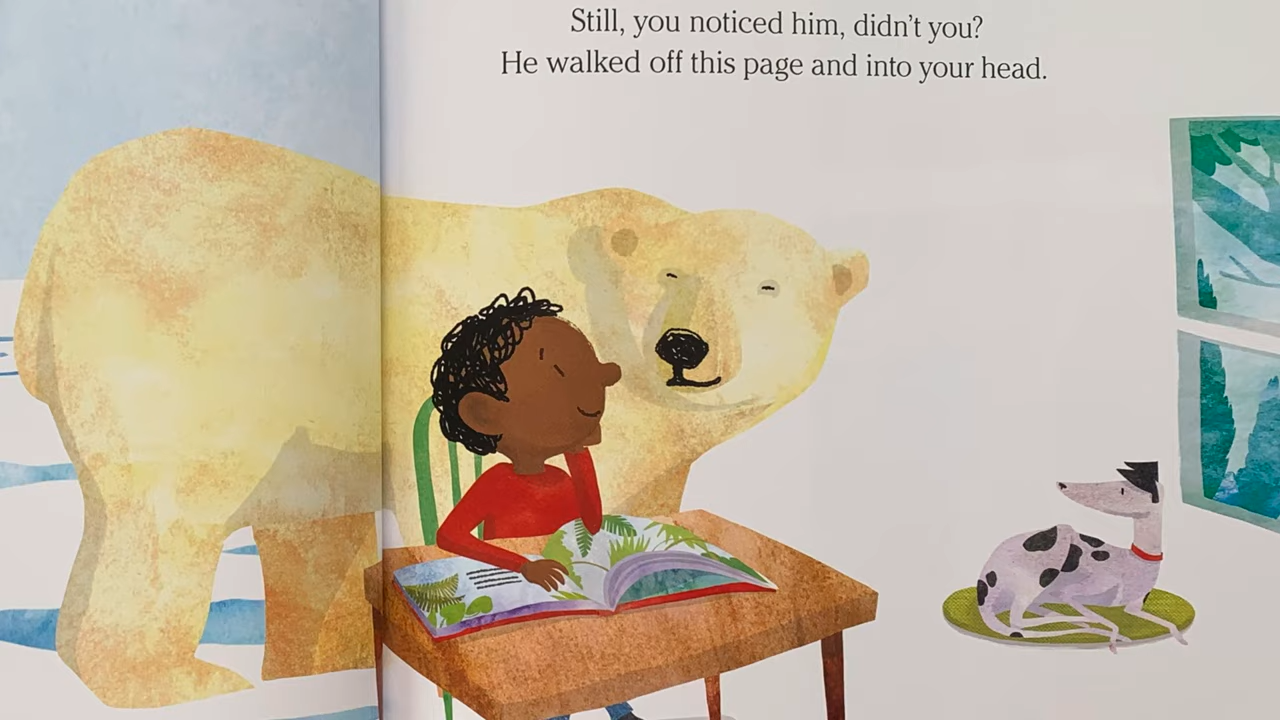 Still, you noticed him, didn't you?
He walked off this page and into your head.